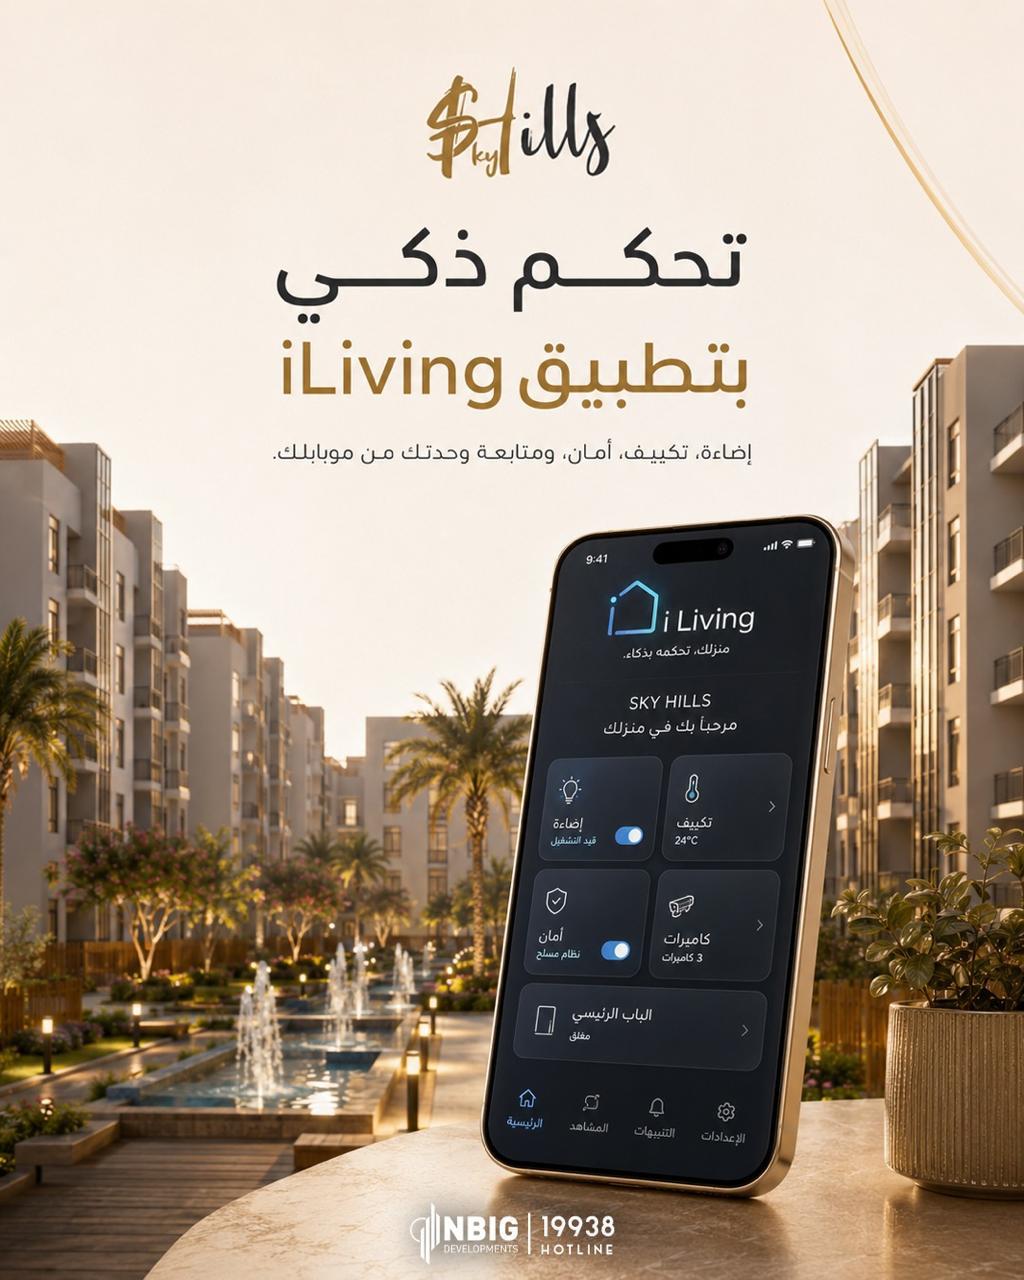 Sky Hills
تحكم ذكي
بتطبيق iLiving
إضاءة، تكييف، أمان، ومتابعة وحدتك من موبايلك.
9:41
i Living
منزلك، تحكمه بذكاء.
SKY HILLS
مرحباً بك في منزلك
إضاءة
قيد التشغيل
تكييف
24°C
أمان
نظام مسلح
كاميرات
3 كاميرات
الباب الرئيسي
مغلق
الرئيسية
المشاهد
التنبيهات
الإعدادات
NBIG
DEVELOPMENTS
19938
HOTLINE